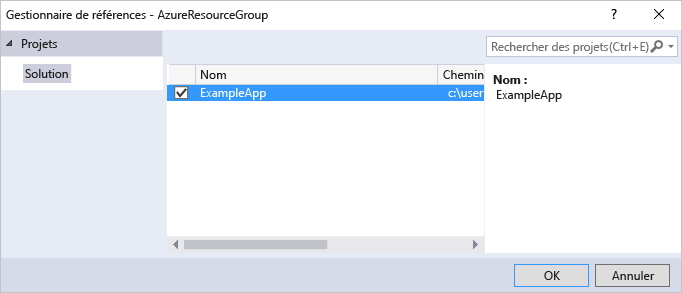 Gestionnaire de références - AzureResourceGroup
?
Projets
Solution
Rechercher des projets(Ctrl+E)
Nom Chemin
ExampleApp c:\user
Nom :
ExampleApp
OK Annuler